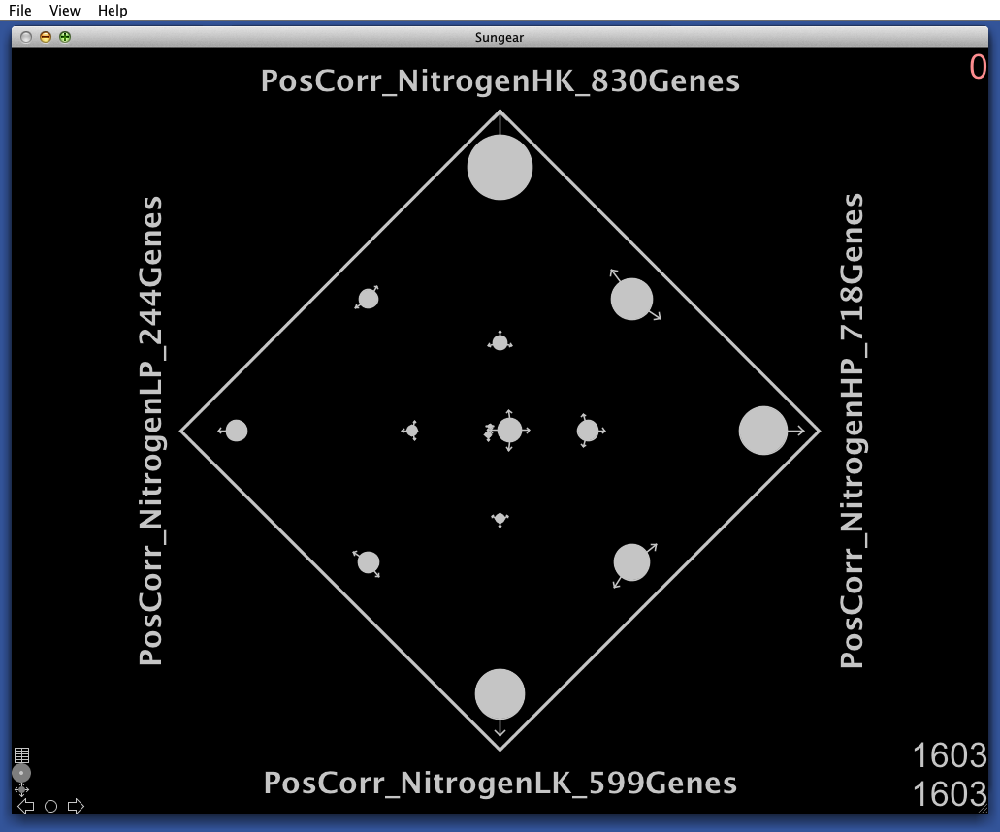 File View Help
Sungear
0
PosCorr_NitrogenHK_830Genes
PosCorr_NitrogenLP_244Genes
PosCorr_NitrogenHP_718Genes
PosCorr_NitrogenLK_599Genes
1603
1603